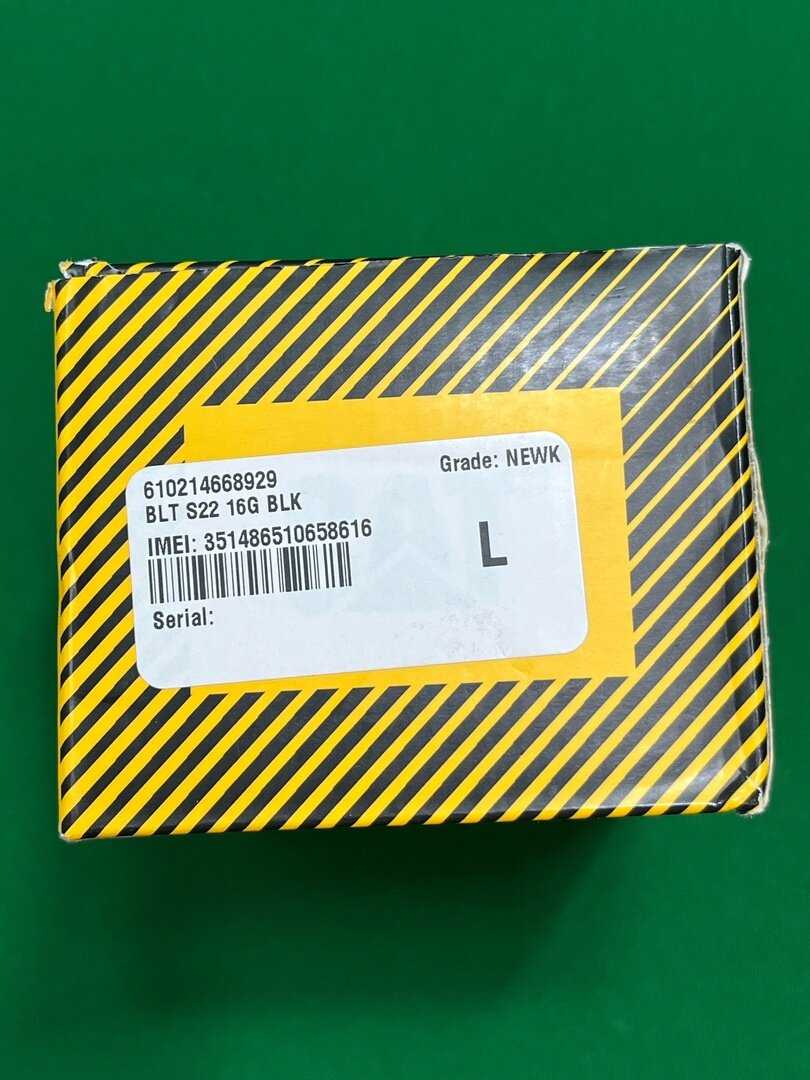 610214668929
Grade: NEWK
BLT S22 16G BLK
IMEI: 351486510658616
L
Serial: